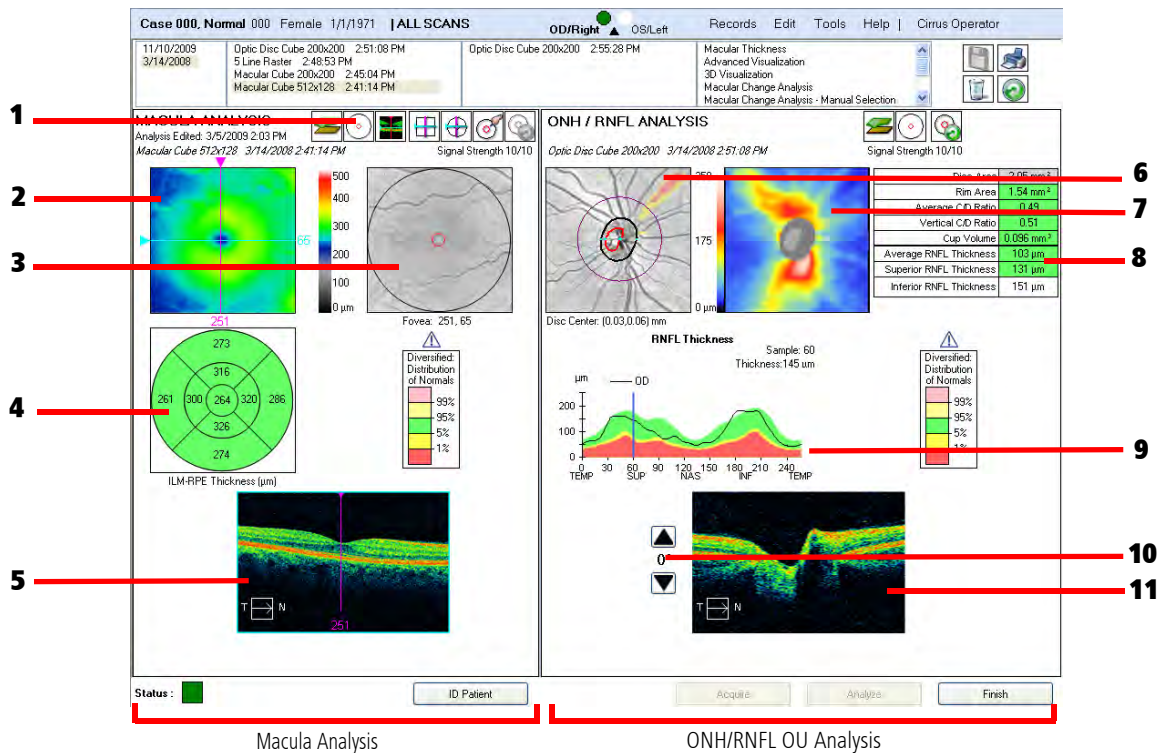 Case 000, Normal 000 Female 1/1/1971 | ALL SCANS
OD/Right OS/Left
Records Edit Tools Help | Cirrus Operator
11/10/2009
3/14/2008
Optic Disc Cube 200x200 2:51:08 PM
5 Line Raster 2:48:53 PM
Macular Cube 200x200 2:45:04 PM
Macular Cube 512x128 2:41:14 PM
Optic Disc Cube 200x200 2:55:28 PM
Macular Thickness
Advanced Visualization
3D Visualization
Macular Change Analysis
Macular Change Analysis - Manual Selection
1
MACULA ANALYSIS
Analysis Edited: 3/5/2009 2:03 PM
Macular Cube 512x128 3/14/2008 2:41:14 PM
Signal Strength 10/10
2
3
66
251
500
400
300
200
100
0 µm
Fovea: 251, 65
4
273
316
261 300 264 320 286
326
274
ILM-RPE Thickness (µm)
Diversified:
Distribution
of Normals
99%
95%
5%
1%
5
T N
251
ONH / RNFL ANALYSIS
Optic Disc Cube 200x200 3/14/2008 2:51:08 PM
Signal Strength 10/10
6
7
8
175
0 µm
Disc Center: (0.03,0.06) mm
Disc Area 2.05 mm²
Rim Area 1.54 mm²
Average C/D Ratio 0.49
Vertical C/D Ratio 0.51
Cup Volume 0.096 mm³
Average RNFL Thickness 103 µm
Superior RNFL Thickness 131 µm
Inferior RNFL Thickness 151 µm
RNFL Thickness
Sample: 60
Thickness:145 um
µm
OD
200
100
0
0 30 60 90 120 150 180 210 240
TEMP SUP NAS INF TEMP
Diversified:
Distribution
of Normals
99%
95%
5%
1%
9
0°
10
11
T N
Status :
ID Patient
Acquire
Analyze
Finish
Macula Analysis
ONH/RNFL OU Analysis